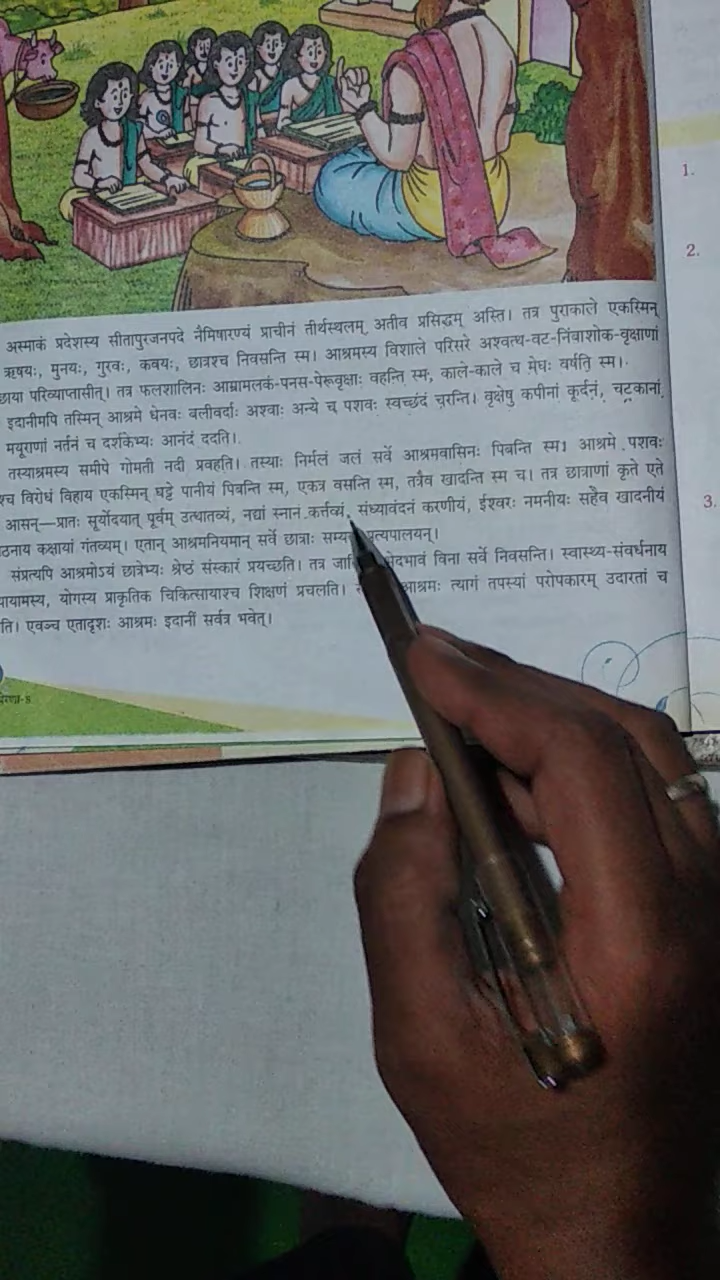 अस्माकं प्रदेशस्य सीतापुरजनपदे नैमिषारण्यं प्राचीनं तीर्थस्थलम् अतीव प्रसिद्धम् अस्ति। तत्र पुराकाले एकस्मिन्
ऋषयः, मुनयः, गुरवः, कवयः, छात्रश्च निवसन्ति स्म। आश्रमस्य विशाले परिसरे अश्वत्थ-वट-निंबाशोक-वृक्षाणां
छाया परिव्याप्तासीत्। तत्र फलशालिनः आम्रामलकं-पनस-पेरूवृक्षाः वहन्ति स्म, काले-काले च मेघः वर्षति स्म।
इदानीमपि तस्मिन् आश्रमे धेनवः बलीवर्दाः अश्वाः अन्ये च पशवः स्वच्छंदं चरन्ति। वृक्षेषु कपीनां कूर्दनं, चटकानां
मयूराणां नर्तनं च दर्शकेभ्यः आनंदं ददति।
तस्याश्रमस्य समीपे गोमती नदी प्रवहति। तस्याः निर्मलं जलं सर्वे आश्रमवासिनः पिबन्ति स्म। आश्रमे पशवः
श्च विरोधं विहाय एकस्मिन् घट्टे पानीयं पिबन्ति स्म, एकत्र वसन्ति स्म, तत्रैव खादन्ति स्म च। तत्र छात्राणां कृते एते
आसन्—प्रातः सूर्योदयात् पूर्वम् उत्थातव्यं, नद्यां स्नानं कर्त्तव्यं, संध्यावंदनं करणीयं, ईश्वरः नमनीयः सहैव खादनीयं
ठनाय कक्षायां गंतव्यम्। एतान् आश्रमनियमान् सर्वे छात्राः सम्य त्यपालयन्।
संप्रत्यपि आश्रमोऽयं छात्रेभ्यः श्रेष्ठं संस्कारं प्रयच्छति। तत्र जाति दभावं विना सर्वे निवसन्ति। स्वास्थ्य-संवर्धनाय
यायामस्य, योगस्य प्राकृतिक चिकित्सायाश्च शिक्षणं प्रचलति। आश्रमः त्यागं तपस्यां परोपकारम् उदारतां च
ति। एवञ्च एतादृशः आश्रमः इदानीं सर्वत्र भवेत्।
रेणा-8
1.
2.
3.